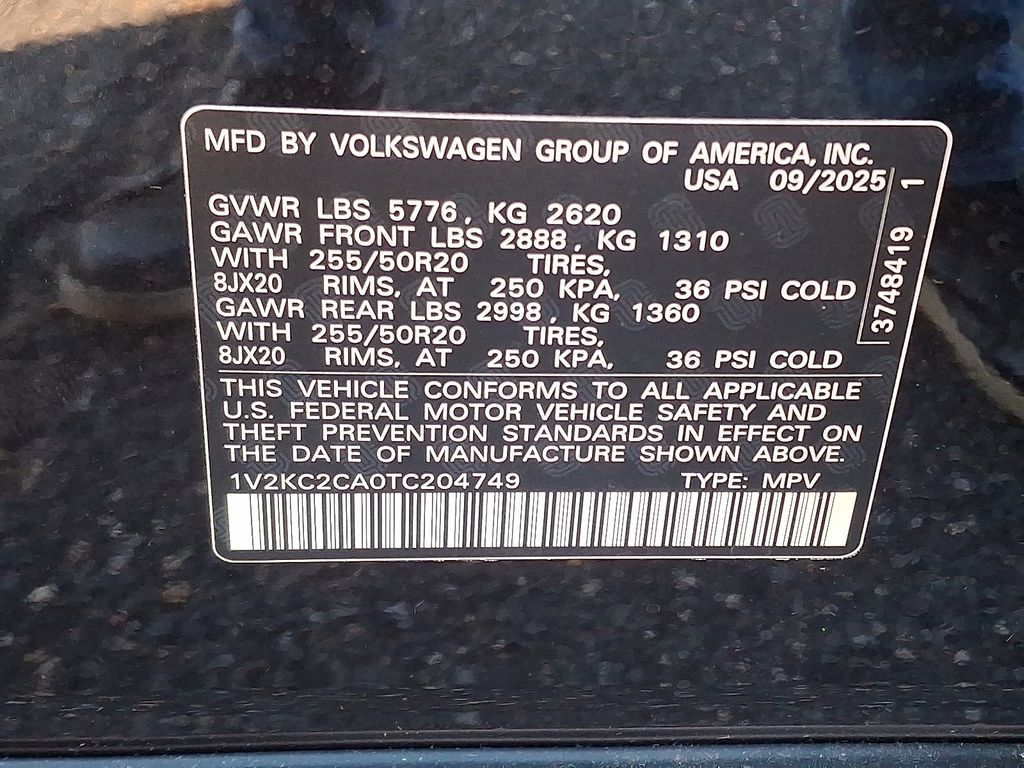 MFD BY VOLKSWAGEN GROUP OF AMERICA, INC.
USA 09/2025
GVWR LBS 5776, KG 2620
GAWR FRONT LBS 2888, KG 1310
WITH 255/50R20 TIRES,
8JX20 RIMS, AT 250 KPA, 36 PSI COLD
GAWR REAR LBS 2998, KG 1360
WITH 255/50R20 TIRES,
8JX20 RIMS, AT 250 KPA, 36 PSI COLD
3748419 1
THIS VEHICLE CONFORMS TO ALL APPLICABLE
U.S. FEDERAL MOTOR VEHICLE SAFETY AND
THEFT PREVENTION STANDARDS IN EFFECT ON
THE DATE OF MANUFACTURE SHOWN ABOVE.
1V2KC2CA0TC204749 TYPE: MPV